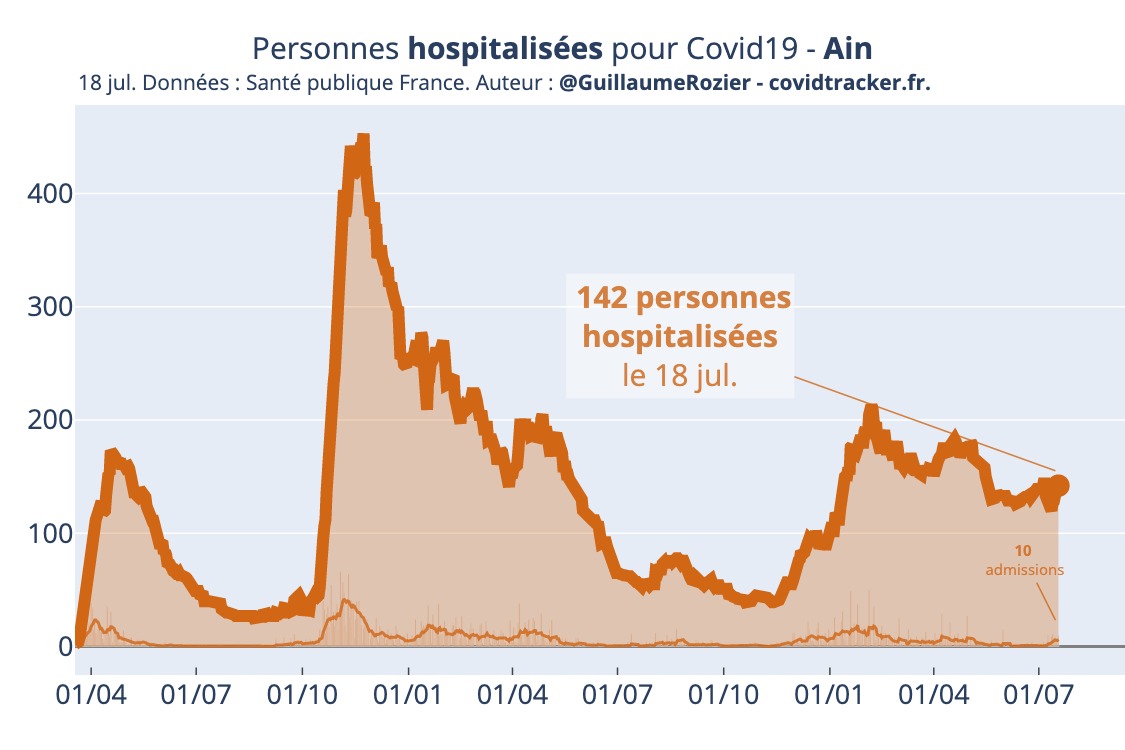 Personnes hospitalisées pour Covid19 - Ain
18 jul. Données : Santé publique France. Auteur : @GuillaumeRozier - covidtracker.fr.
400
300
200
100
0
142 personnes
hospitalisées
le 18 jul.
10
admissions
01/04 01/07 01/10 01/01 01/04 01/07 01/10 01/01 01/04 01/07